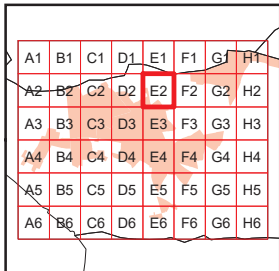 A1 B1 C1 D1 E1 F1 G1 H1
A2 B2 C2 D2 E2 F2 G2 H2
A3 B3 C3 D3 E3 F3 G3 H3
A4 B4 C4 D4 E4 F4 G4 H4
A5 B5 C5 D5 E5 F5 G5 H5
A6 B6 C6 D6 E6 F6 G6 H6